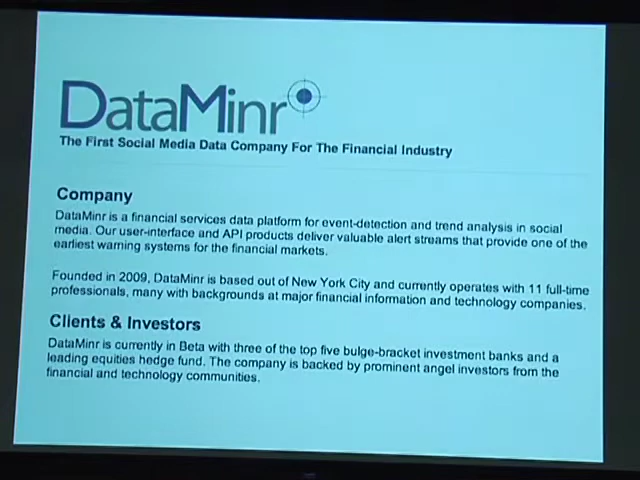 DataMinr
The First Social Media Data Company For The Financial Industry
Company
DataMinr is a financial services data platform for event-detection and trend analysis in social
media. Our user-interface and API products deliver valuable alert streams that provide one of the
earliest warning systems for the financial markets.
Founded in 2009, DataMinr is based out of New York City and currently operates with 11 full-time
professionals, many with backgrounds at major financial information and technology companies.
Clients & Investors
DataMinr is currently in Beta with three of the top five bulge-bracket investment banks and a
leading equities hedge fund. The company is backed by prominent angel investors from the
financial and technology communities.